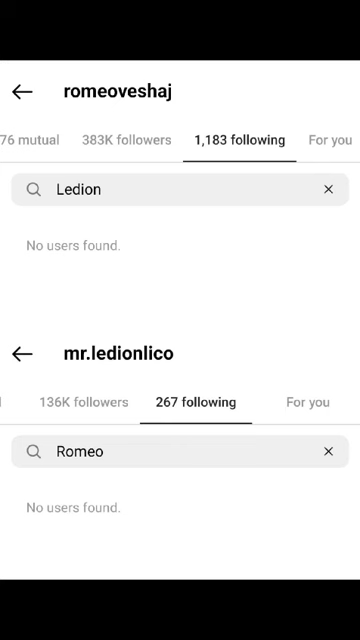 romeoveshaj
76 mutual 383K followers 1,183 following For you
Ledion
No users found.
mr.ledionlico
136K followers 267 following For you
Romeo
No users found.